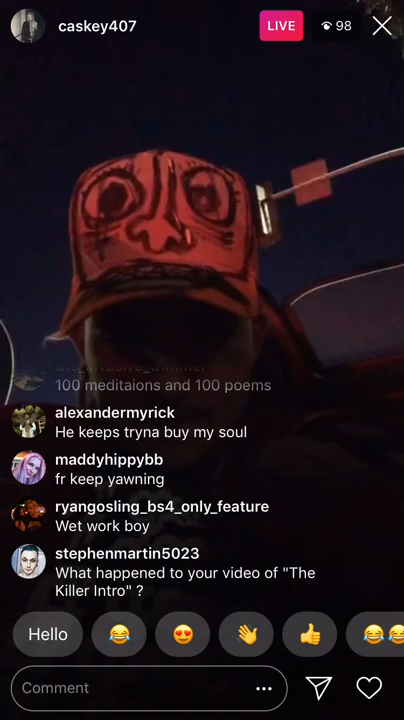 caskey407
LIVE
98
the_invasive_trimmer
100 meditaions and 100 poems
alexandermyrick
He keeps tryna buy my soul
maddyhippybb
fr keep yawning
ryangosling_bs4_only_feature
Wet work boy
stephenmartin5023
What happened to your video of "The
Killer Intro" ?
Hello
Comment